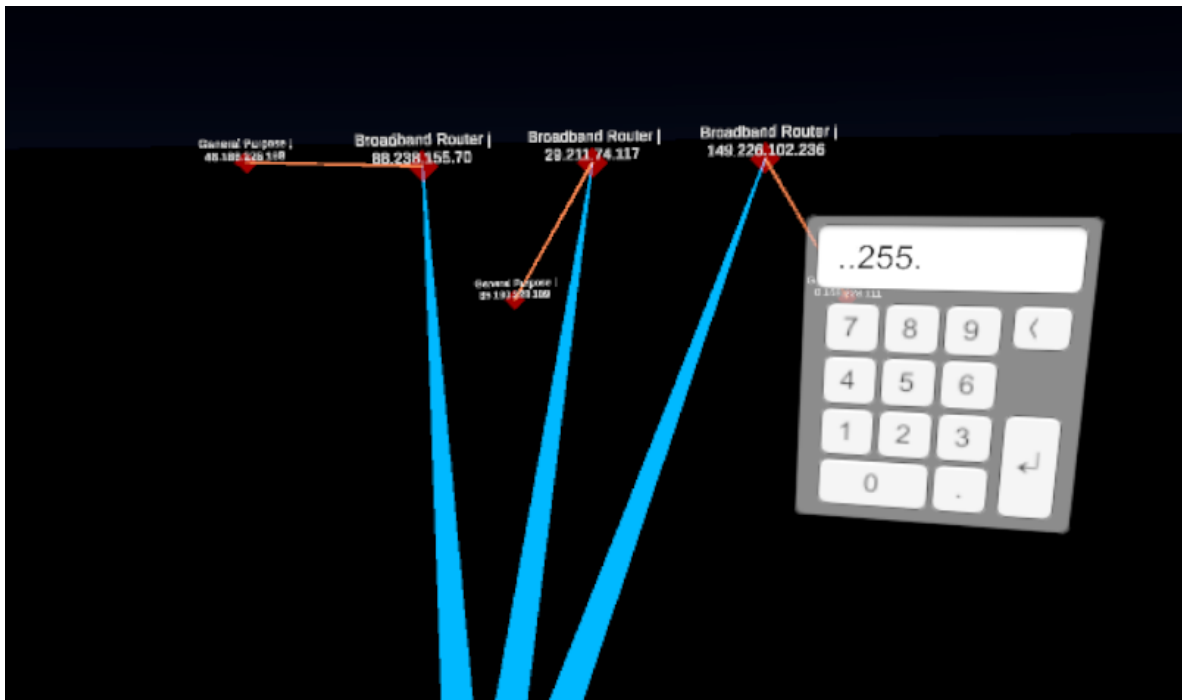 General Purpose |
Broadband Router |
88.238.155.70
Broadband Router |
29.211.74.117
Broadband Router |
149.226.102.236
General Purpose |
..255.
7 8 9 〈
4 5 6
1 2 3 ↵
0 .